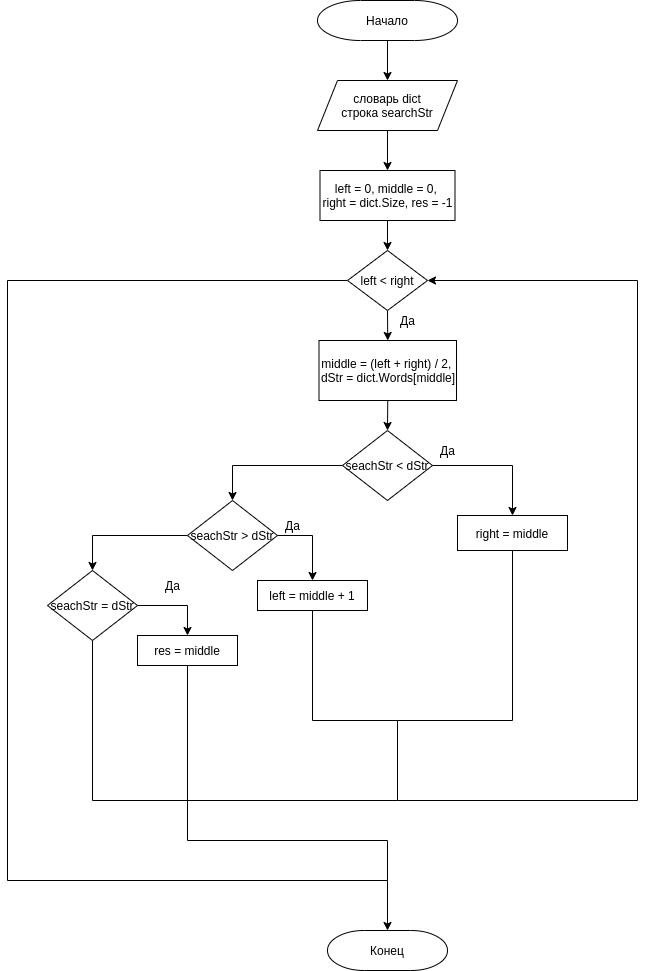 Начало
словарь dict
строка searchStr
left = 0, middle = 0,
right = dict.Size, res = -1
left < right
Да
middle = (left + right) / 2,
dStr = dict.Words[middle]
seachStr < dStr
Да
right = middle
seachStr > dStr
Да
left = middle + 1
seachStr = dStr
Да
res = middle
Конец